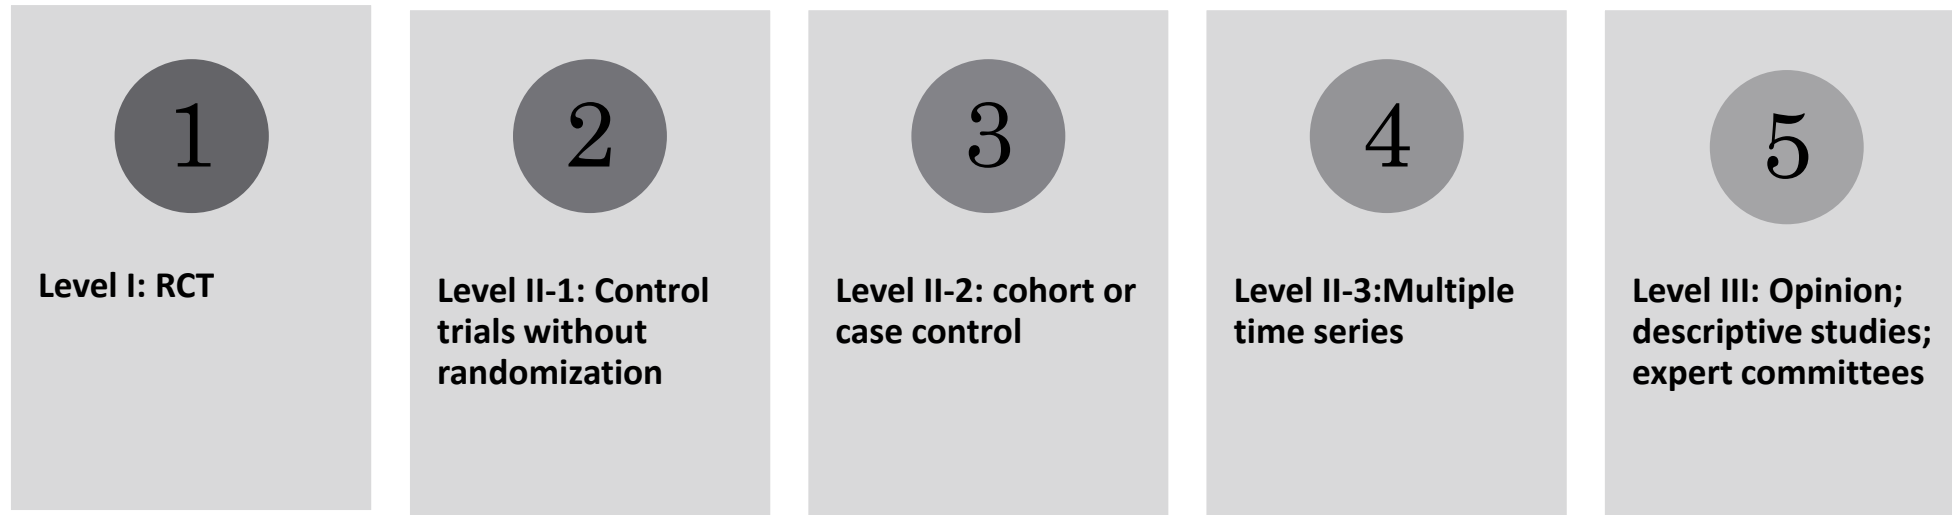 1
Level I: RCT
2
Level II-1: Control
trials without
randomization
3
Level II-2: cohort or
case control
4
Level II-3:Multiple
time series
5
Level III: Opinion;
descriptive studies;
expert committees